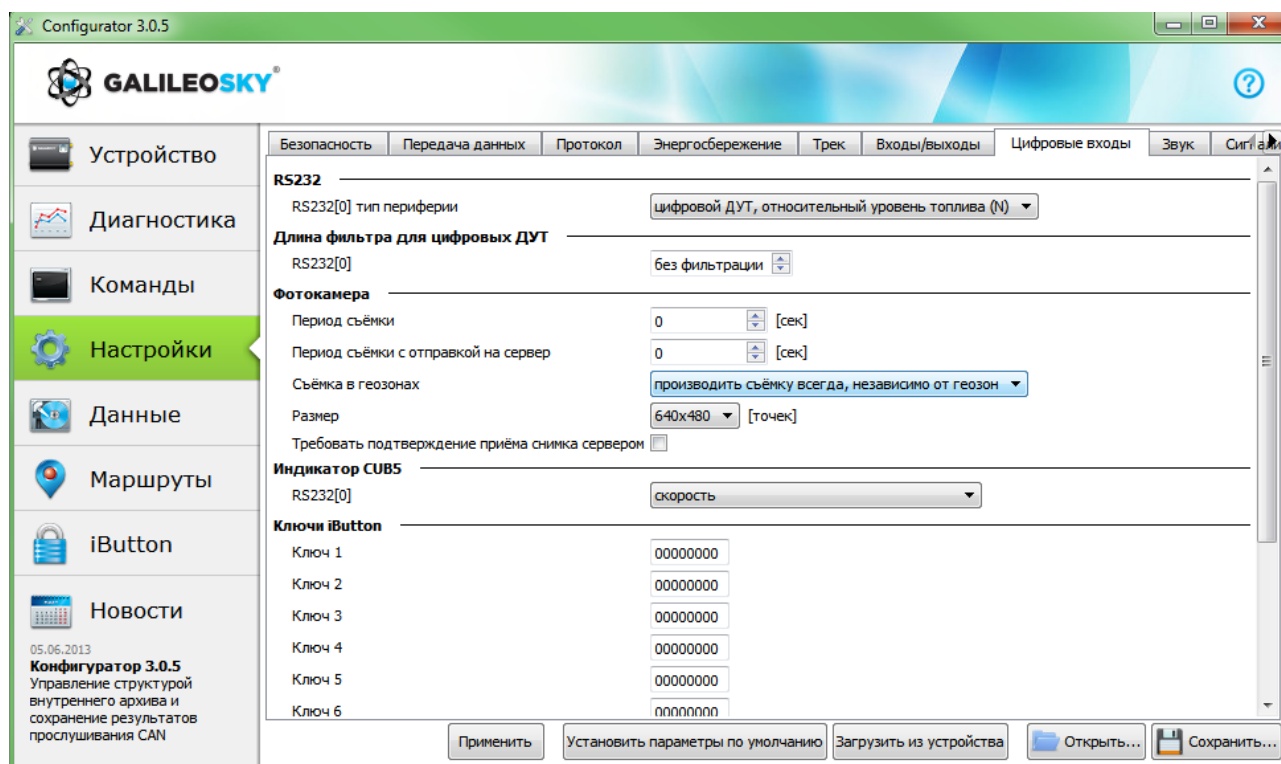 Configurator 3.0.5
GALILEOSKY®
?
Устройство
Диагностика
Команды
Настройки
Данные
Маршруты
iButton
Новости
05.06.2013
Конфигуратор 3.0.5
Управление структурой
внутреннего архива и
сохранение результатов
прослушивания CAN
Безопасность Передача данных Протокол Энергосбережение Трек Входы/выходы Цифровые входы Звук
RS232
RS232[0] тип периферии цифровой ДУТ, относительный уровень топлива (N)
Длина фильтра для цифровых ДУТ
RS232[0] без фильтрации
Фотокамера
Период съёмки 0 [сек]
Период съёмки с отправкой на сервер 0 [сек]
Съёмка в геозонах производить съёмку всегда, независимо от геозон
Размер 640x480 [точек]
Требовать подтверждение приёма снимка сервером
Индикатор CUB5
RS232[0] скорость
Ключи iButton
Ключ 1 00000000
Ключ 2 00000000
Ключ 3 00000000
Ключ 4 00000000
Ключ 5 00000000
Ключ 6 00000000
Применить Установить параметры по умолчанию Загрузить из устройства Открыть... Сохранить...